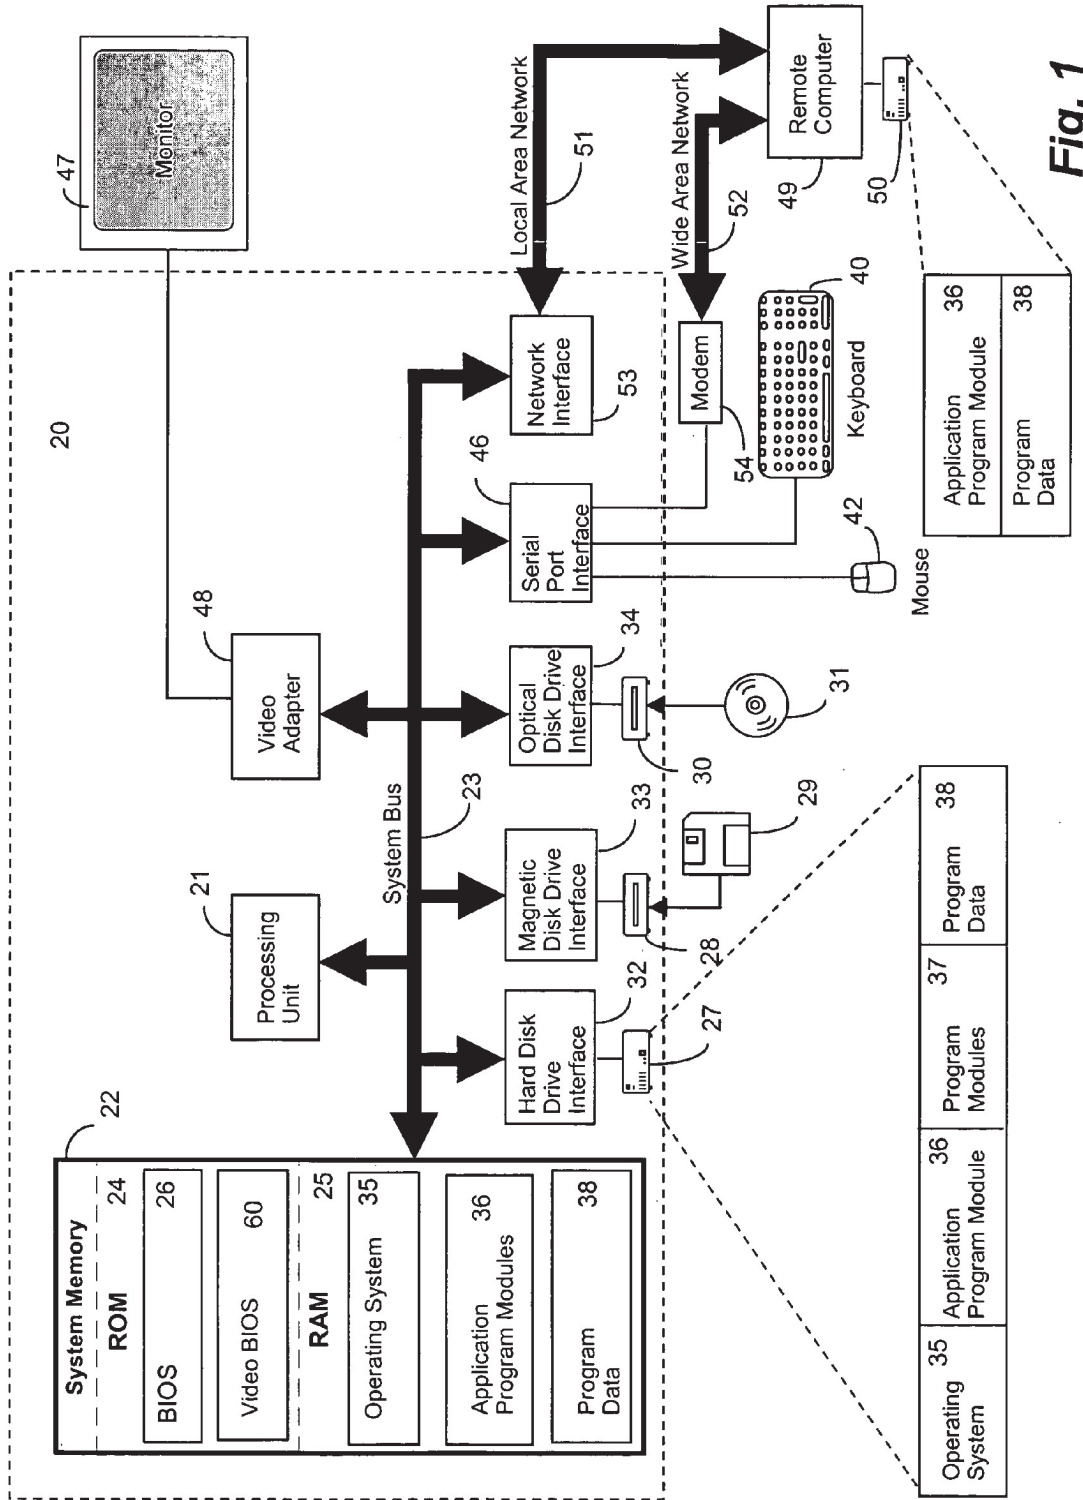 20
System Memory
22
ROM
24
BIOS
26
Video BIOS
60
RAM
25
Operating System
35
Application
Program Modules
36
Program
Data
38
Processing
Unit
21
Video
Adapter
48
47
Monitor
System Bus
23
Hard Disk
Drive
Interface
32
Magnetic
Disk Drive
Interface
33
Optical
Disk Drive
Interface
34
Serial
Port
Interface
46
Network
Interface
53
Local Area Network
51
27
28
29
30
31
Modem
54
Wide Area Network
52
Mouse
42
Keyboard
40
Remote
Computer
49
50
Operating
System
35
Application
Program Module
36
Program
Modules
37
Program
Data
38
Application
Program Module
36
Program
Data
38
Fig. 1